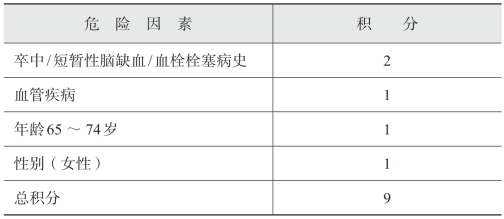 危 险 因 素 积 分
卒中/短暂性脑缺血/血栓栓塞病史 2
血管疾病 1
年龄65 ～ 74岁 1
性别（女性） 1
总积分 9